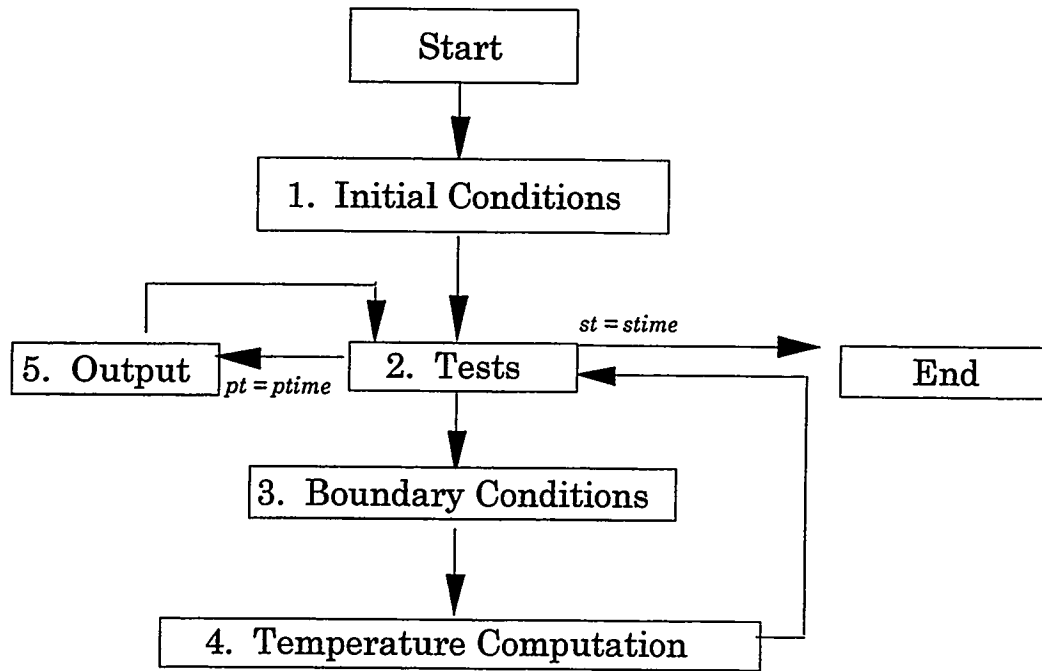 Start
1. Initial Conditions
st = stime
5. Output
pt = ptime
2. Tests
End
3. Boundary Conditions
4. Temperature Computation